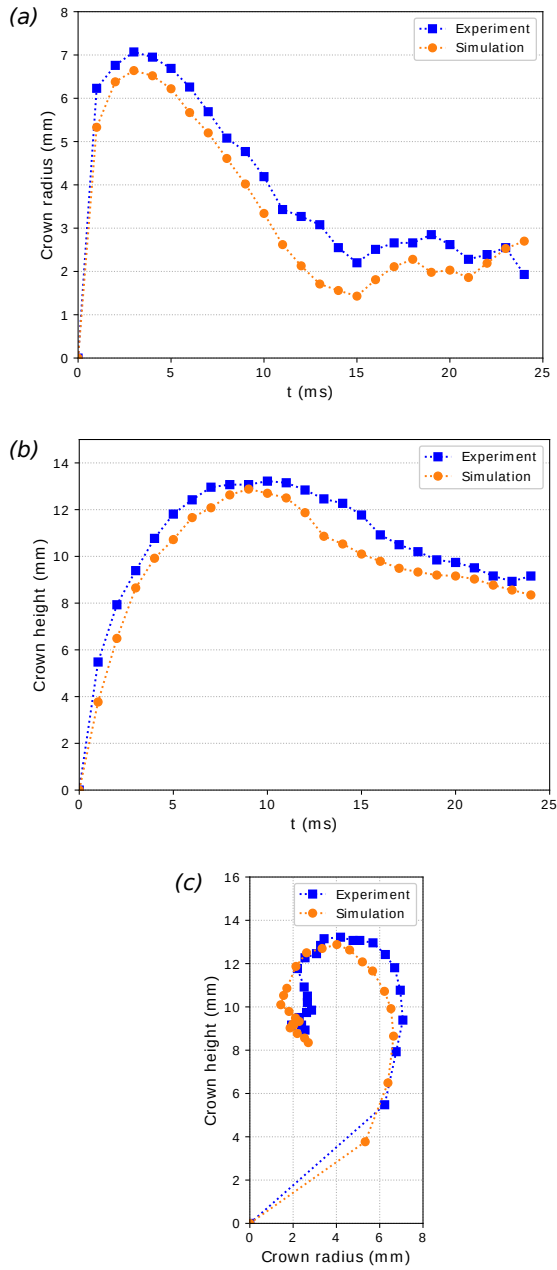 (a)
8
7
6
5
4
3
2
1
0
Crown radius (mm)
Experiment
Simulation
0 5 10 15 20 25
t (ms)
(b)
14
12
10
8
6
4
2
0
Crown height (mm)
Experiment
Simulation
0 5 10 15 20 25
t (ms)
(c)
16
14
12
10
8
6
4
2
0
Crown height (mm)
Experiment
Simulation
0 2 4 6 8
Crown radius (mm)